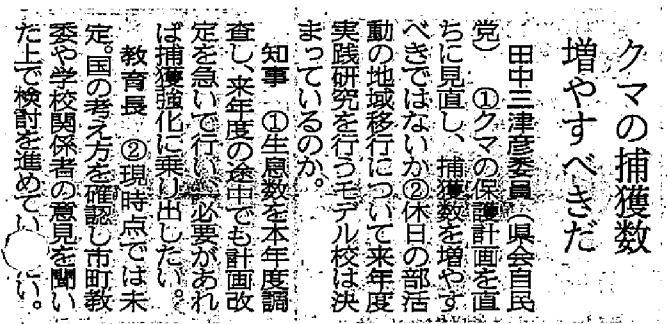 クマの捕獲数
増やすべきだ
田中三津彦委員（県会自民
党）　①クマの保護計画を直
ちに見直し、捕獲数を増やす
べきではないか②休日の部活
動の地域移行について来年度
実践研究を行うモデル校は決
まっているのか。
知事　①生息数を本年度調
査し、来年度の途中でも計画改
定を急いで行い、必要があれ
ば捕獲強化に乗り出したい。
教育長　②現時点では未
定。国の考え方を確認し市町教
委や学校関係者の意見を聞い
た上で検討を進めてい　い。